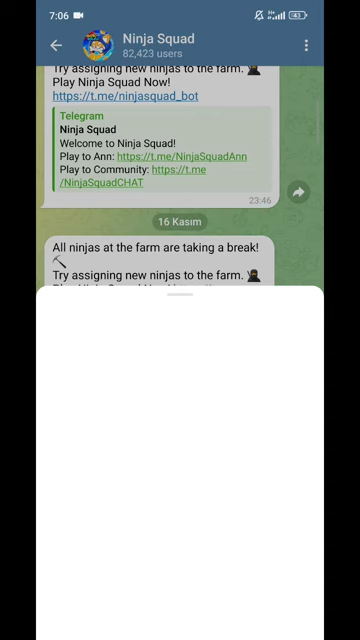 7:06
43
Ninja Squad
82,423 users
Try assigning new ninjas to the farm.
Play Ninja Squad Now!
https://t.me/ninjasquad_bot
Telegram
Ninja Squad
Welcome to Ninja Squad!
Play to Ann: https://t.me/NinjaSquadAnn
Play to Community: https://t.me
/NinjaSquadCHAT
23:46
16 Kasım
All ninjas at the farm are taking a break!
Try assigning new ninjas to the farm.